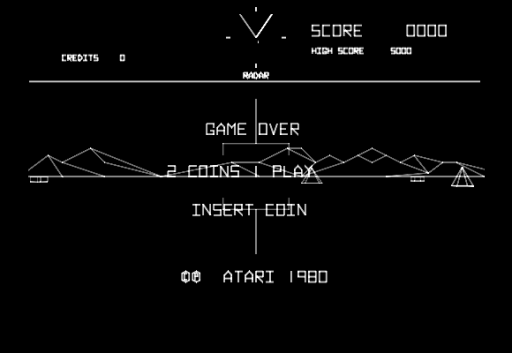 SCORE 0000
HIGH SCORE 5000
CREDITS 0
RADAR
GAME OVER
2 COINS 1 PLAY
INSERT COIN
©℗ ATARI 1980